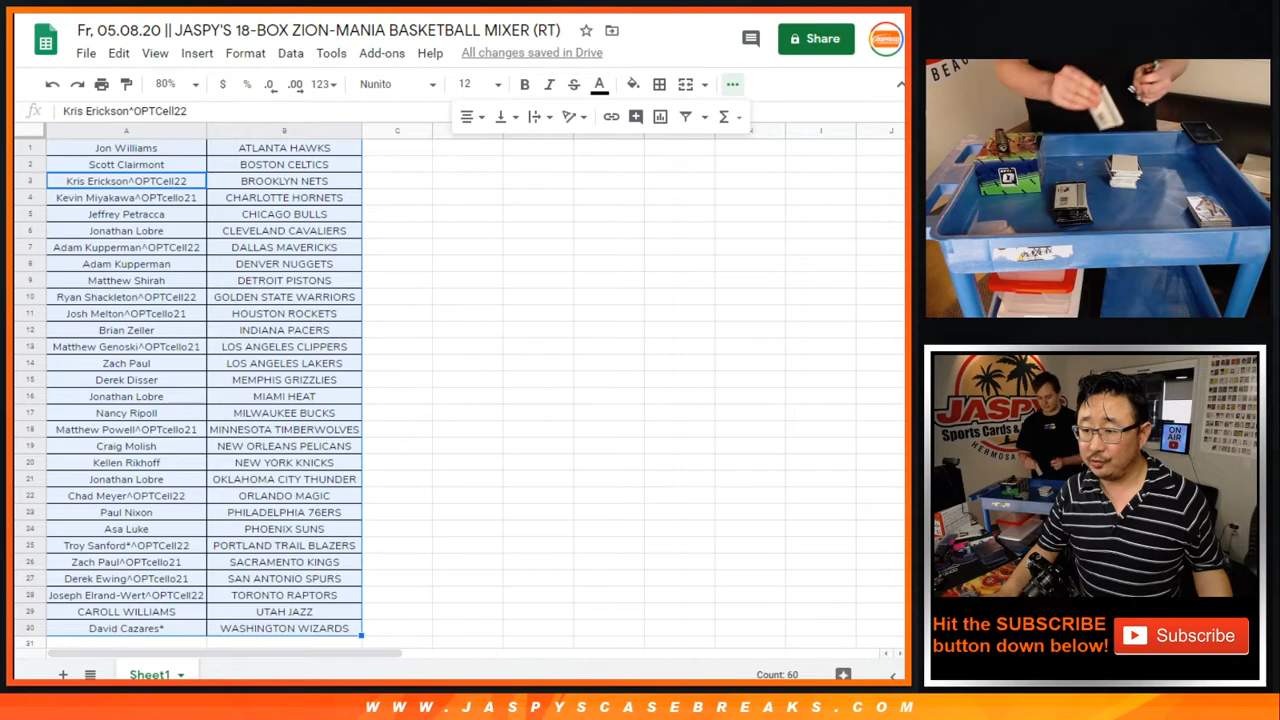 Fr, 05.08.20 || JASPY'S 18-BOX ZION-MANIA BASKETBALL MIXER (RT)
Share
File Edit View Insert Format Data Tools Add-ons Help All changes saved in Drive
80% $ % .0 .00 123 Nunito 12 B I S A
fx Kris Erickson^OPTCell22
A B C H I J
1 Jon Williams ATLANTA HAWKS
2 Scott Clairmont BOSTON CELTICS
3 Kris Erickson^OPTCell22 BROOKLYN NETS
4 Kevin Miyakawa^OPTcello21 CHARLOTTE HORNETS
5 Jeffrey Petracca CHICAGO BULLS
6 Jonathan Lobre CLEVELAND CAVALIERS
7 Adam Kupperman^OPTCell22 DALLAS MAVERICKS
8 Adam Kupperman DENVER NUGGETS
9 Matthew Shirah DETROIT PISTONS
10 Ryan Shackleton^OPTCell22 GOLDEN STATE WARRIORS
11 Josh Melton^OPTcello21 HOUSTON ROCKETS
12 Brian Zeller INDIANA PACERS
13 Matthew Genoski^OPTcello21 LOS ANGELES CLIPPERS
14 Zach Paul LOS ANGELES LAKERS
15 Derek Disser MEMPHIS GRIZZLIES
16 Jonathan Lobre MIAMI HEAT
17 Nancy Ripoll MILWAUKEE BUCKS
18 Matthew Powell^OPTcello21 MINNESOTA TIMBERWOLVES
19 Craig Molish NEW ORLEANS PELICANS
20 Kellen Rikhoff NEW YORK KNICKS
21 Jonathan Lobre OKLAHOMA CITY THUNDER
22 Chad Meyer^OPTCell22 ORLANDO MAGIC
23 Paul Nixon PHILADELPHIA 76ERS
24 Asa Luke PHOENIX SUNS
25 Troy Sanford*^OPTCell22 PORTLAND TRAIL BLAZERS
26 Zach Paul^OPTcello21 SACRAMENTO KINGS
27 Derek Ewing^OPTcello21 SAN ANTONIO SPURS
28 Joseph Elrand-Wert^OPTCell22 TORONTO RAPTORS
29 CAROLL WILLIAMS UTAH JAZZ
30 David Cazares* WASHINGTON WIZARDS
31
Sheet1
Count: 60
JASPY'S
Sports Cards &
HERMOSA
ON
AIR
Hit the SUBSCRIBE
button down below!
Subscribe
WWW.JASPYSCASEBREAKS.COM